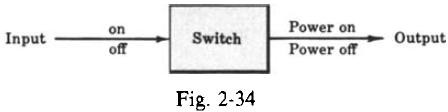 Input
on
off
Switch
Power on
Power off
Output
Fig. 2-34